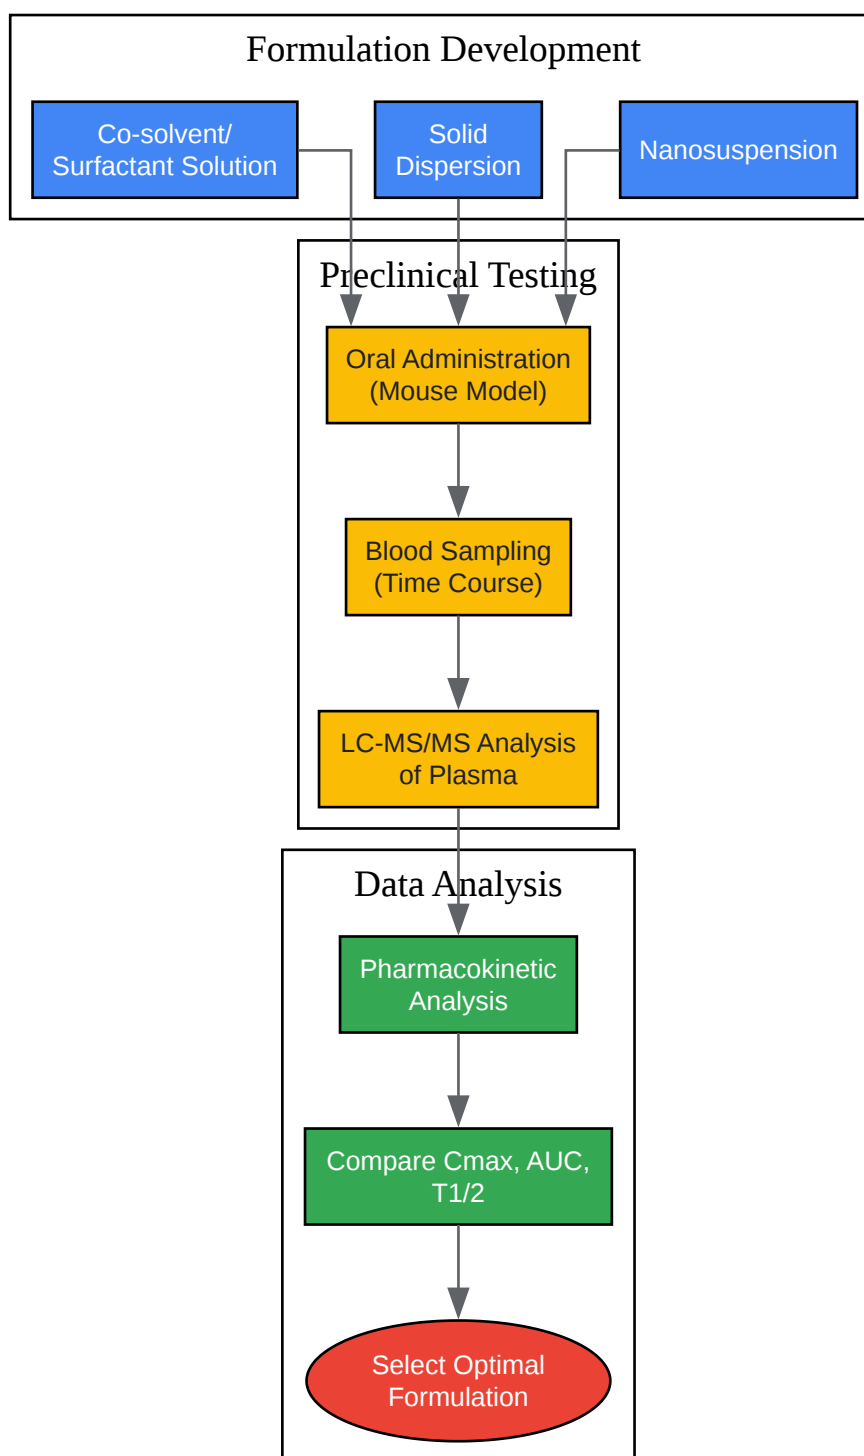 Formulation Development
Co-solvent/
Surfactant Solution
Solid
Dispersion
Nanosuspension
Preclinical Testing
Oral Administration
(Mouse Model)
Blood Sampling
(Time Course)
LC-MS/MS Analysis
of Plasma
Data Analysis
Pharmacokinetic
Analysis
Compare Cmax, AUC,
T1/2
Select Optimal
Formulation